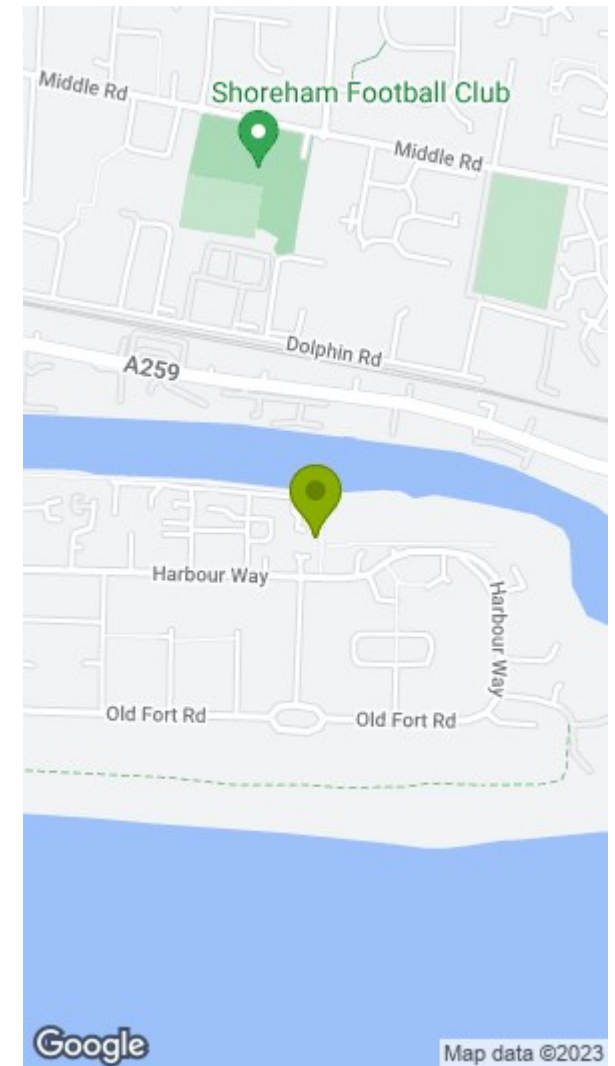 Middle Rd
Shoreham Football Club
Middle Rd
Dolphin Rd
A259
Harbour Way
Harbour Way
Old Fort Rd
Old Fort Rd
Google
Map data ©2023